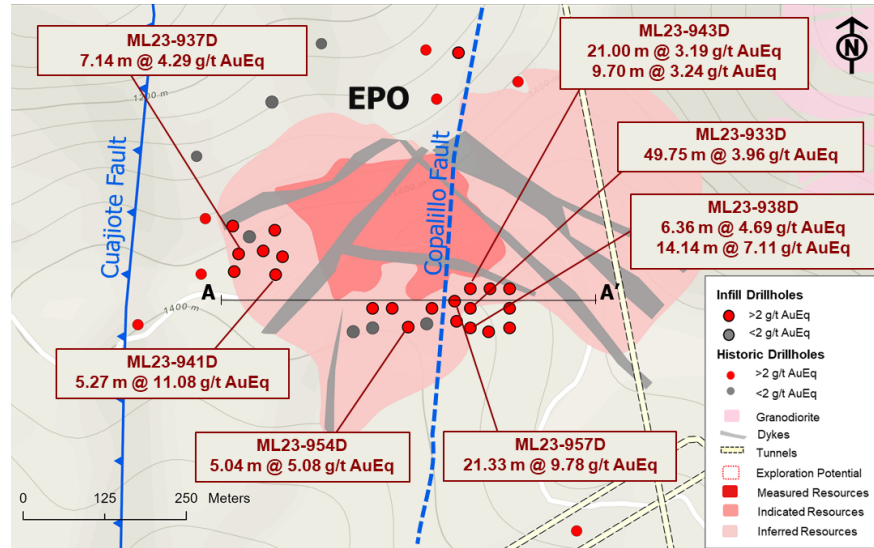 ML23-937D
7.14 m @ 4.29 g/t AuEq
ML23-943D
21.00 m @ 3.19 g/t AuEq
9.70 m @ 3.24 g/t AuEq
N
EPO
1200 m
ML23-933D
49.75 m @ 3.96 g/t AuEq
Cuajiote Fault
Copalillo Fault
ML23-938D
6.36 m @ 4.69 g/t AuEq
14.14 m @ 7.11 g/t AuEq
A
A'
1400 m
ML23-941D
5.27 m @ 11.08 g/t AuEq
ML23-954D
5.04 m @ 5.08 g/t AuEq
ML23-957D
21.33 m @ 9.78 g/t AuEq
0 125 250 Meters
Infill Drillholes
>2 g/t AuEq
<2 g/t AuEq
Historic Drillholes
>2 g/t AuEq
<2 g/t AuEq
Granodiorite
Dykes
Tunnels
Exploration Potential
Measured Resources
Indicated Resources
Inferred Resources